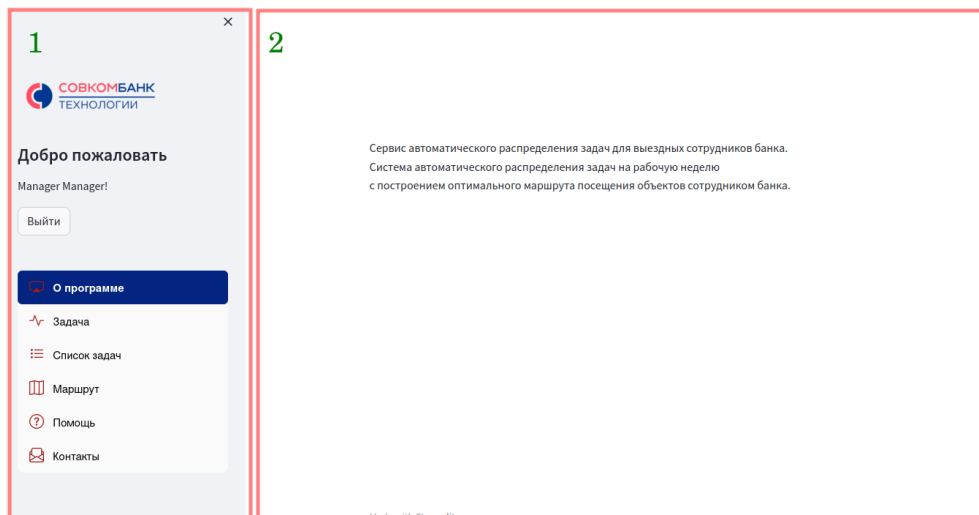 1
×
СОВКОМБАНК
ТЕХНОЛОГИИ
Добро пожаловать
Manager Manager!
Выйти
О программе
Задача
Список задач
Маршрут
Помощь
Контакты
2
Сервис автоматического распределения задач для выездных сотрудников банка.
Система автоматического распределения задач на рабочую неделю
с построением оптимального маршрута посещения объектов сотрудником банка.